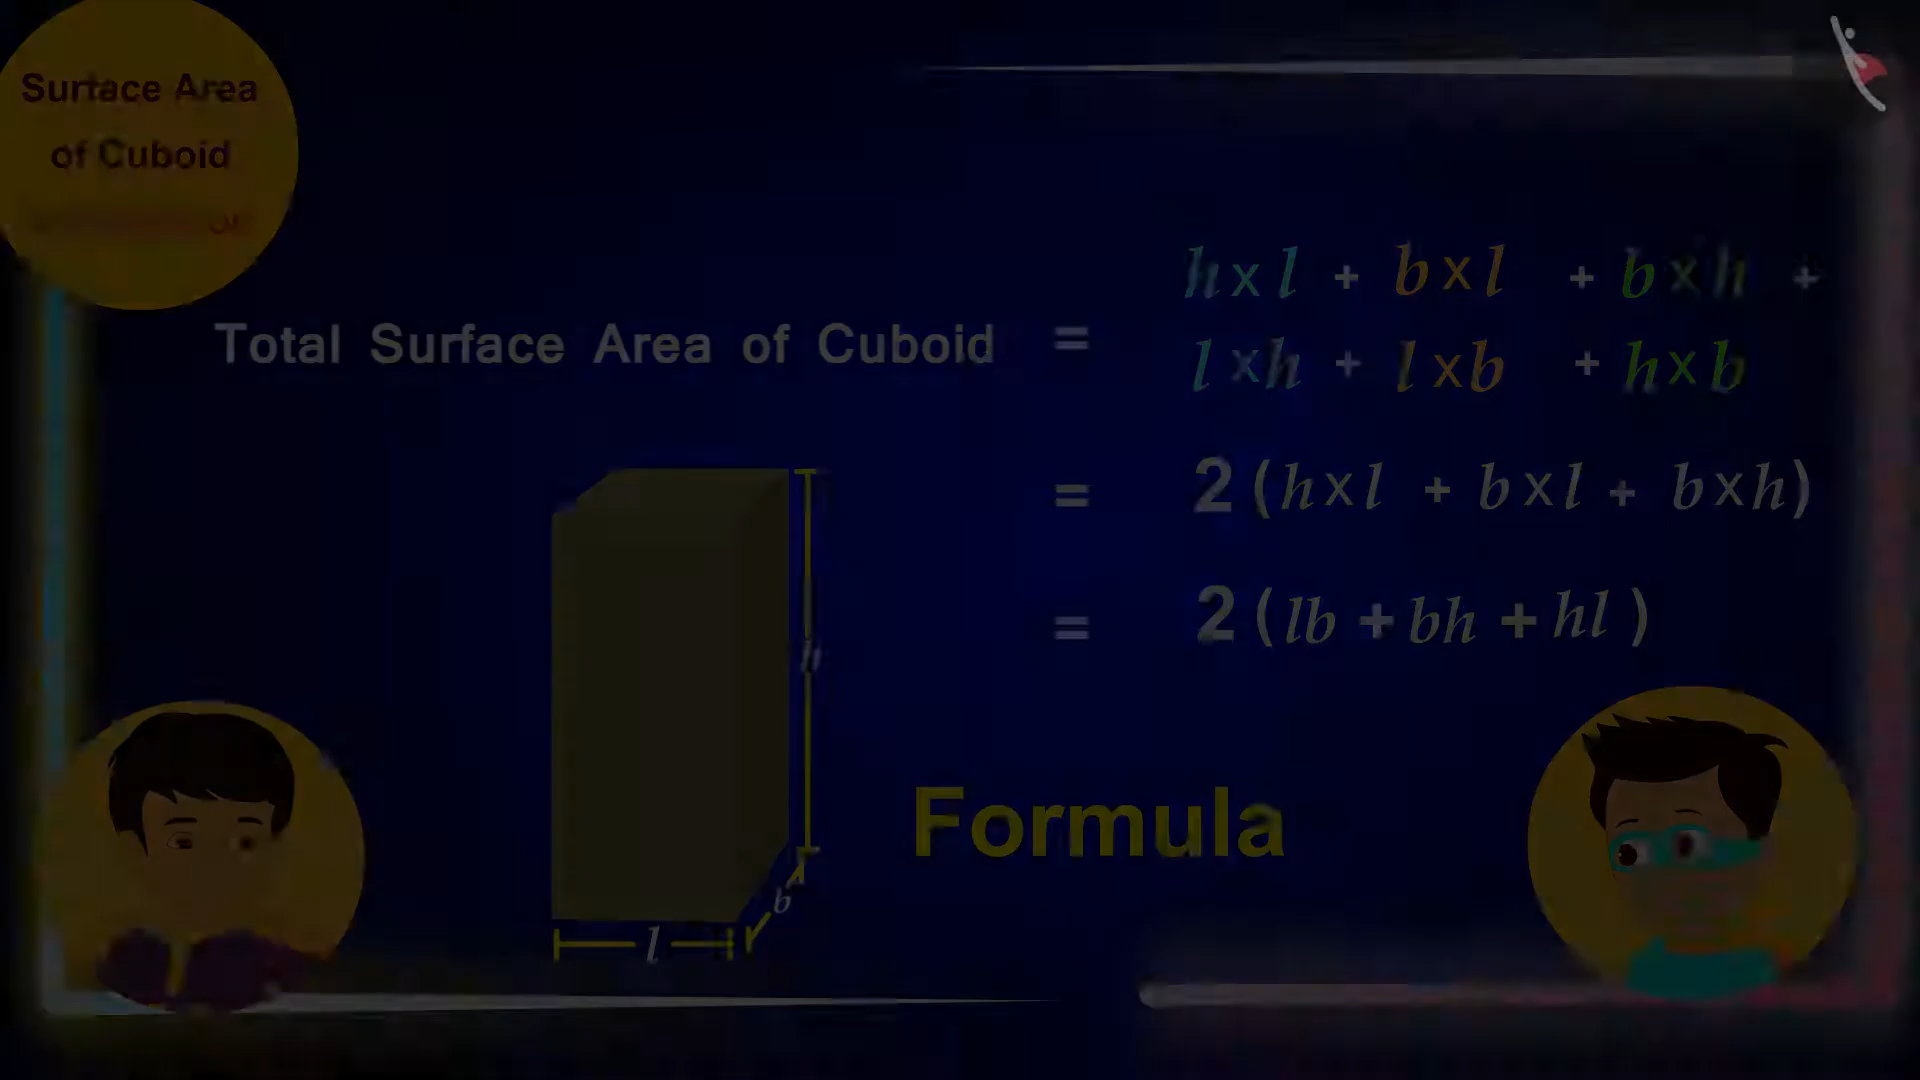 Surface Area
of Cuboid
h x l + b x l + b x h +
Total Surface Area of Cuboid =
l x h + l x b + h x b
= 2 (h x l + b x l + b x h)
= 2 (lb + bh + hl )
h
Formula
b
l